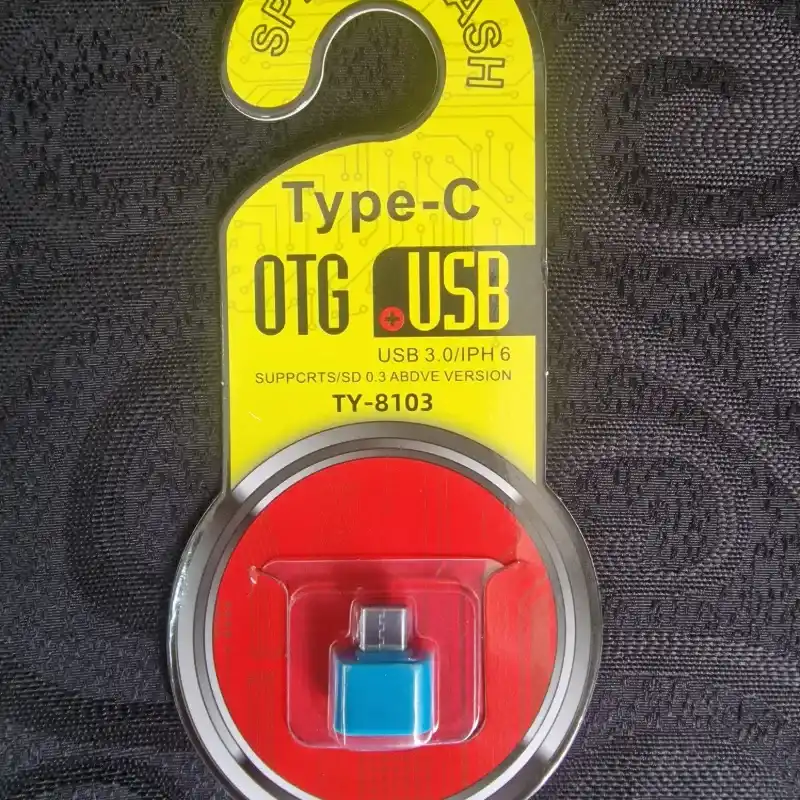 Type-C
OTG
USB
USB 3.0/IPH 6
SUPPCRTS/SD 0.3 ABDVE VERSION
TY-8103